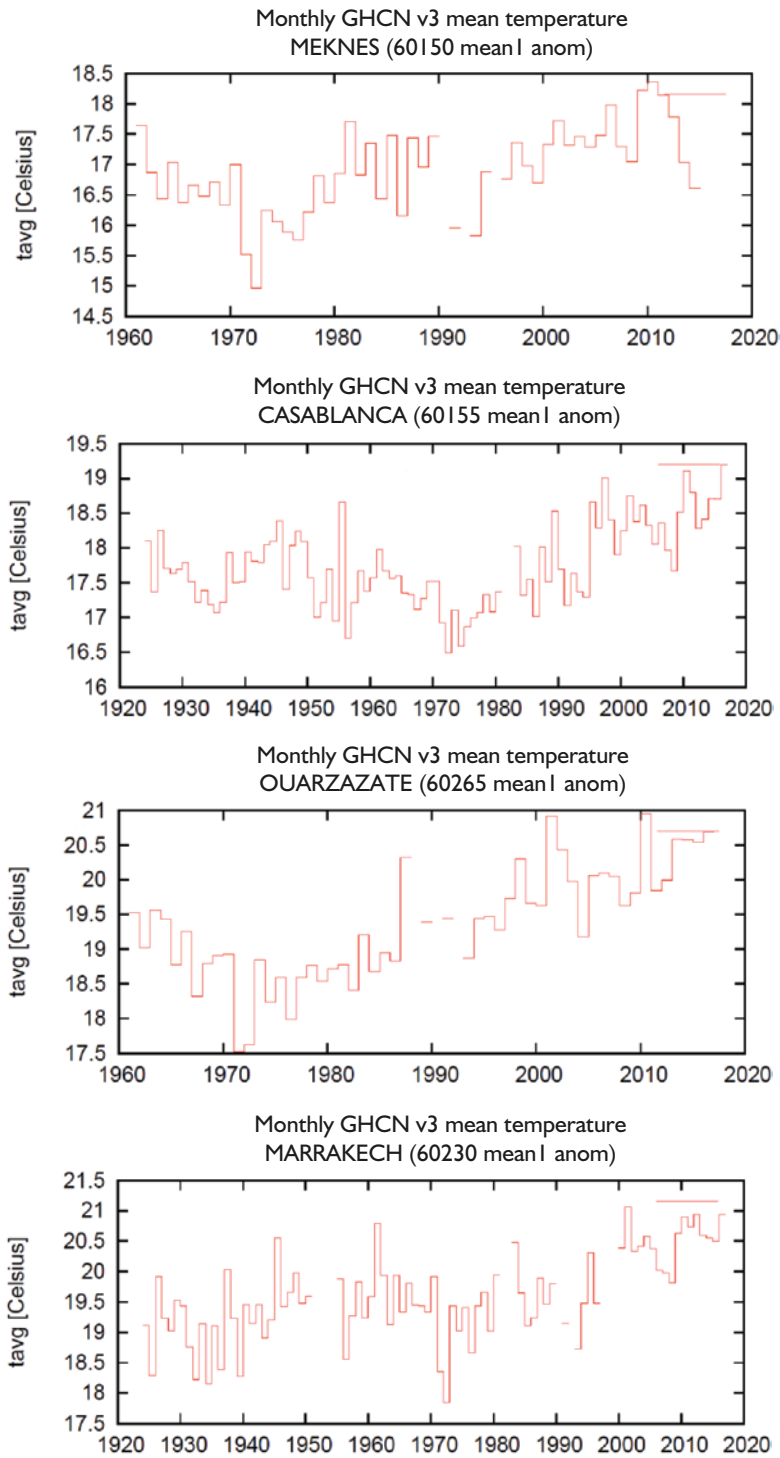 Monthly GHCN v3 mean temperature
MEKNES (60150 mean1 anom)
tavg [Celsius]
18.5
18
17.5
17
16.5
16
15.5
15
14.5
1960 1970 1980 1990 2000 2010 2020
Monthly GHCN v3 mean temperature
CASABLANCA (60155 mean1 anom)
tavg [Celsius]
19.5
19
18.5
18
17.5
17
16.5
16
1920 1930 1940 1950 1960 1970 1980 1990 2000 2010 2020
Monthly GHCN v3 mean temperature
OUARZAZATE (60265 mean1 anom)
tavg [Celsius]
21
20.5
20
19.5
19
18.5
18
17.5
1960 1970 1980 1990 2000 2010 2020
Monthly GHCN v3 mean temperature
MARRAKECH (60230 mean1 anom)
tavg [Celsius]
21.5
21
20.5
20
19.5
19
18.5
18
17.5
1920 1930 1940 1950 1960 1970 1980 1990 2000 2010 2020